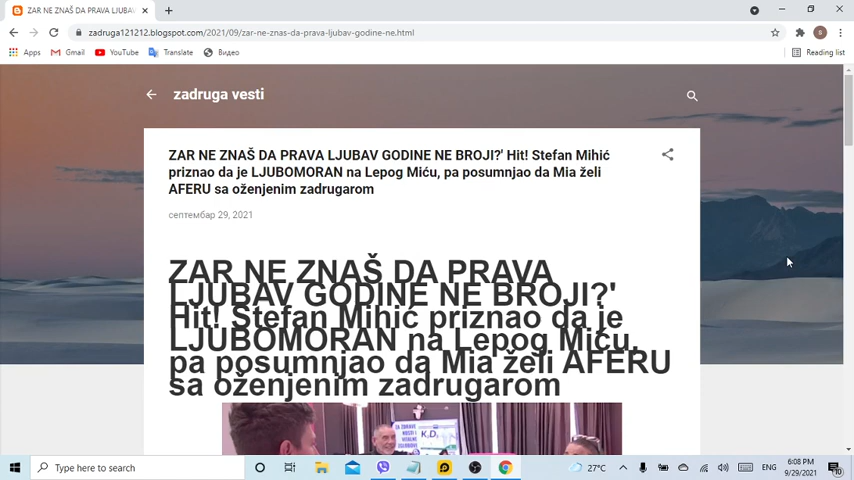 ZAR NE ZNAŠ DA PRAVA LJUBAV
zadruga121212.blogspot.com/2021/09/zar-ne-znas-da-prava-ljubav-godine-ne.html
Apps
Gmail
YouTube
Translate
Видео
Reading list
zadruga vesti
ZAR NE ZNAŠ DA PRAVA LJUBAV GODINE NE BROJI?' Hit! Stefan Mihić
priznao da je LJUBOMORAN na Lepog Miću, pa posumnjao da Mia želi
AFERU sa oženjenim zadrugarom
септембар 29, 2021
ZAR NE ZNAŠ DA PRAVA
LJUBAV GODINE NE BROJI?'
Hit! Stefan Mihić priznao da je
LJUBOMORAN na Lepog Miću,
pa posumnjao da Mia želi AFERU
sa oženjenim zadrugarom
Type here to search
27°C
ENG
6:08 PM
9/29/2021